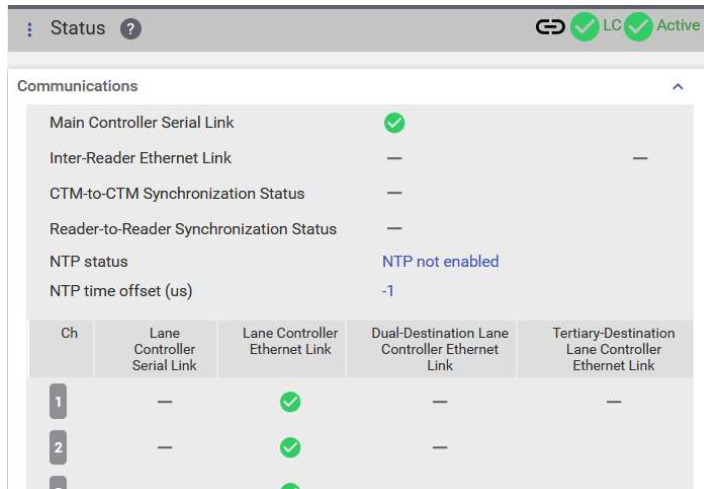 Status ?
LC Active
Communications
Main Controller Serial Link
Inter-Reader Ethernet Link — —
CTM-to-CTM Synchronization Status —
Reader-to-Reader Synchronization Status —
NTP status NTP not enabled
NTP time offset (us) -1
Ch
Lane
Controller
Serial Link
Lane Controller
Ethernet Link
Dual-Destination Lane
Controller Ethernet
Link
Tertiary-Destination
Lane Controller
Ethernet Link
1 — — —
2 — —